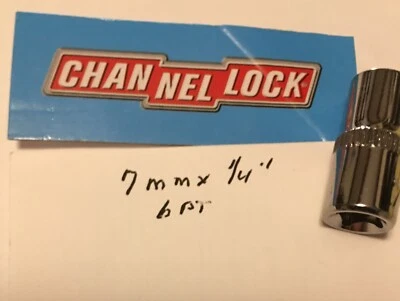 CHANNEL LOCK
7mm x 1/4"
6PT